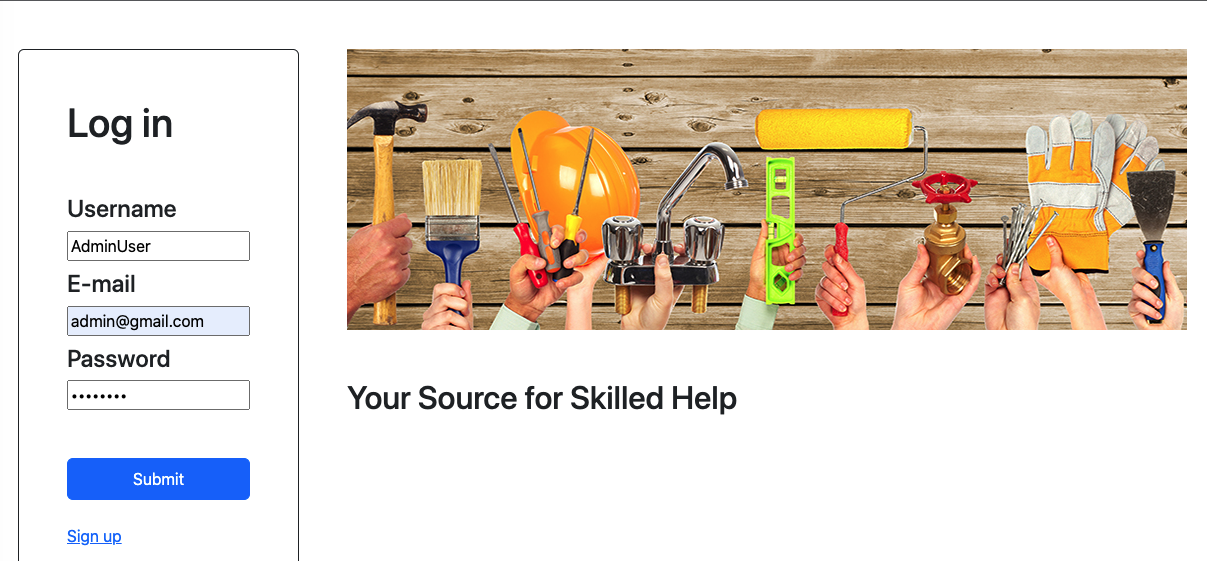 Log in
Username
AdminUser
E-mail
admin@gmail.com
Password
••••••••
Submit
Sign up
Your Source for Skilled Help